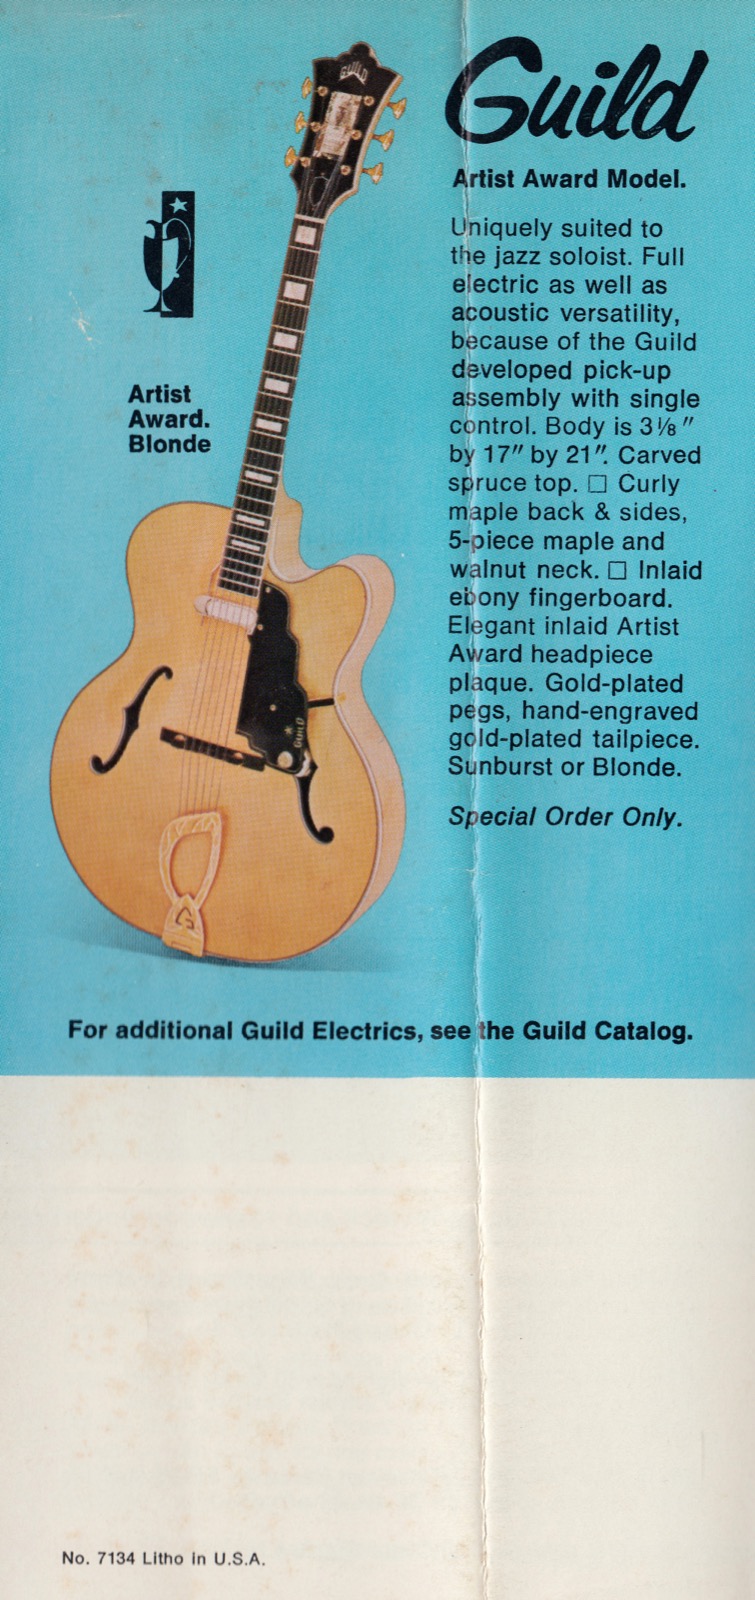 Guild
GUILD
Artist Award Model.
Uniquely suited to
the jazz soloist. Full
electric as well as
acoustic versatility,
because of the Guild
developed pick-up
assembly with single
control. Body is 3⅛"
by 17" by 21". Carved
spruce top. □ Curly
maple back & sides,
5-piece maple and
walnut neck. □ Inlaid
ebony fingerboard.
Elegant inlaid Artist
Award headpiece
plaque. Gold-plated
pegs, hand-engraved
gold-plated tailpiece.
Sunburst or Blonde.
Special Order Only.
Artist
Award.
Blonde
GUILD
G
For additional Guild Electrics, see the Guild Catalog.
No. 7134 Litho in U.S.A.